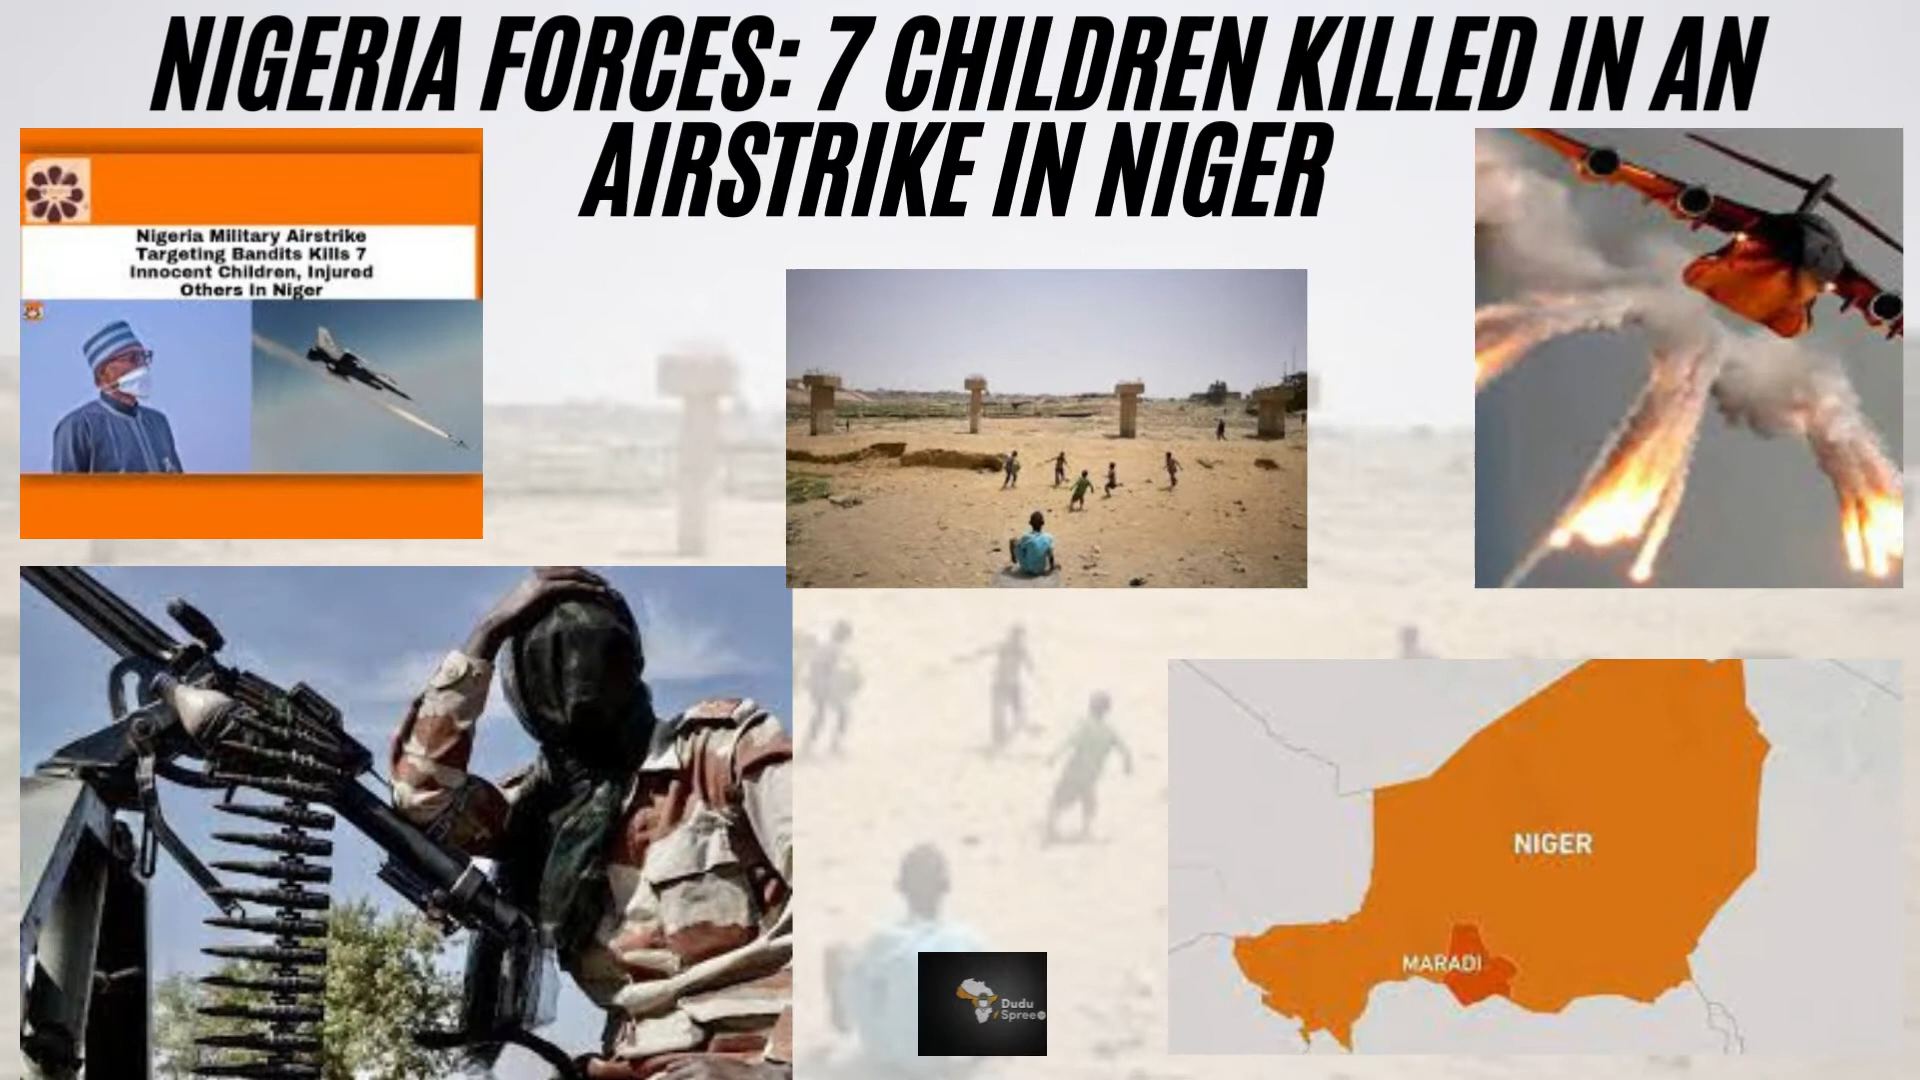 NIGERIA FORCES: 7 CHILDREN KILLED IN AN
AIRSTRIKE IN NIGER
Nigeria Military Airstrike
Targeting Bandits Kills 7
Innocent Children, Injured
Others In Niger
NIGER
MARADI
Dudu
Spree